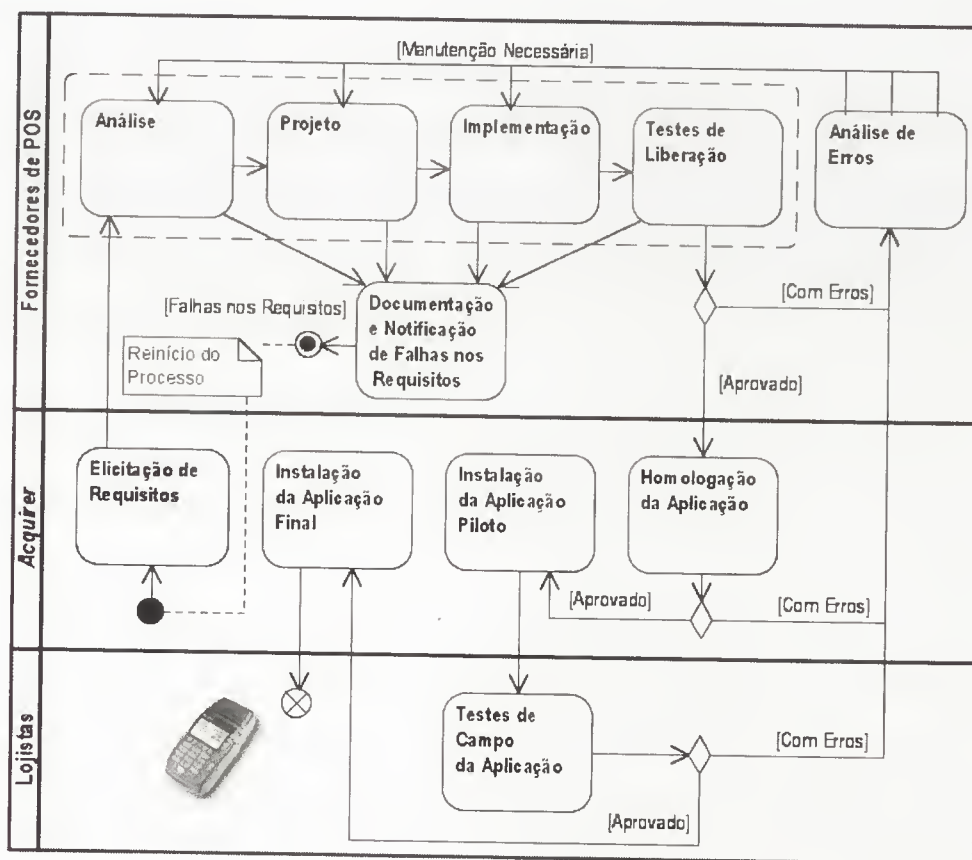 Fornecedores de POS
[Manutenção Necessária]
Análise
Projeto
Implementação
Testes de
Liberação
Análise de
Erros
[Falhas nos Requisitos]
Documentação
e Notificação
de Falhas nos
Requisitos
[Com Erros]
Reinício do
Processo
[Aprovado]
Acquirer
Elicitação de
Requisitos
Instalação
da Aplicação
Final
Instalação
da Aplicação
Piloto
Homologação
da Aplicação
[Aprovado]
[Com Erros]
Lojistas
Testes de
Campo
da Aplicação
[Com Erros]
[Aprovado]